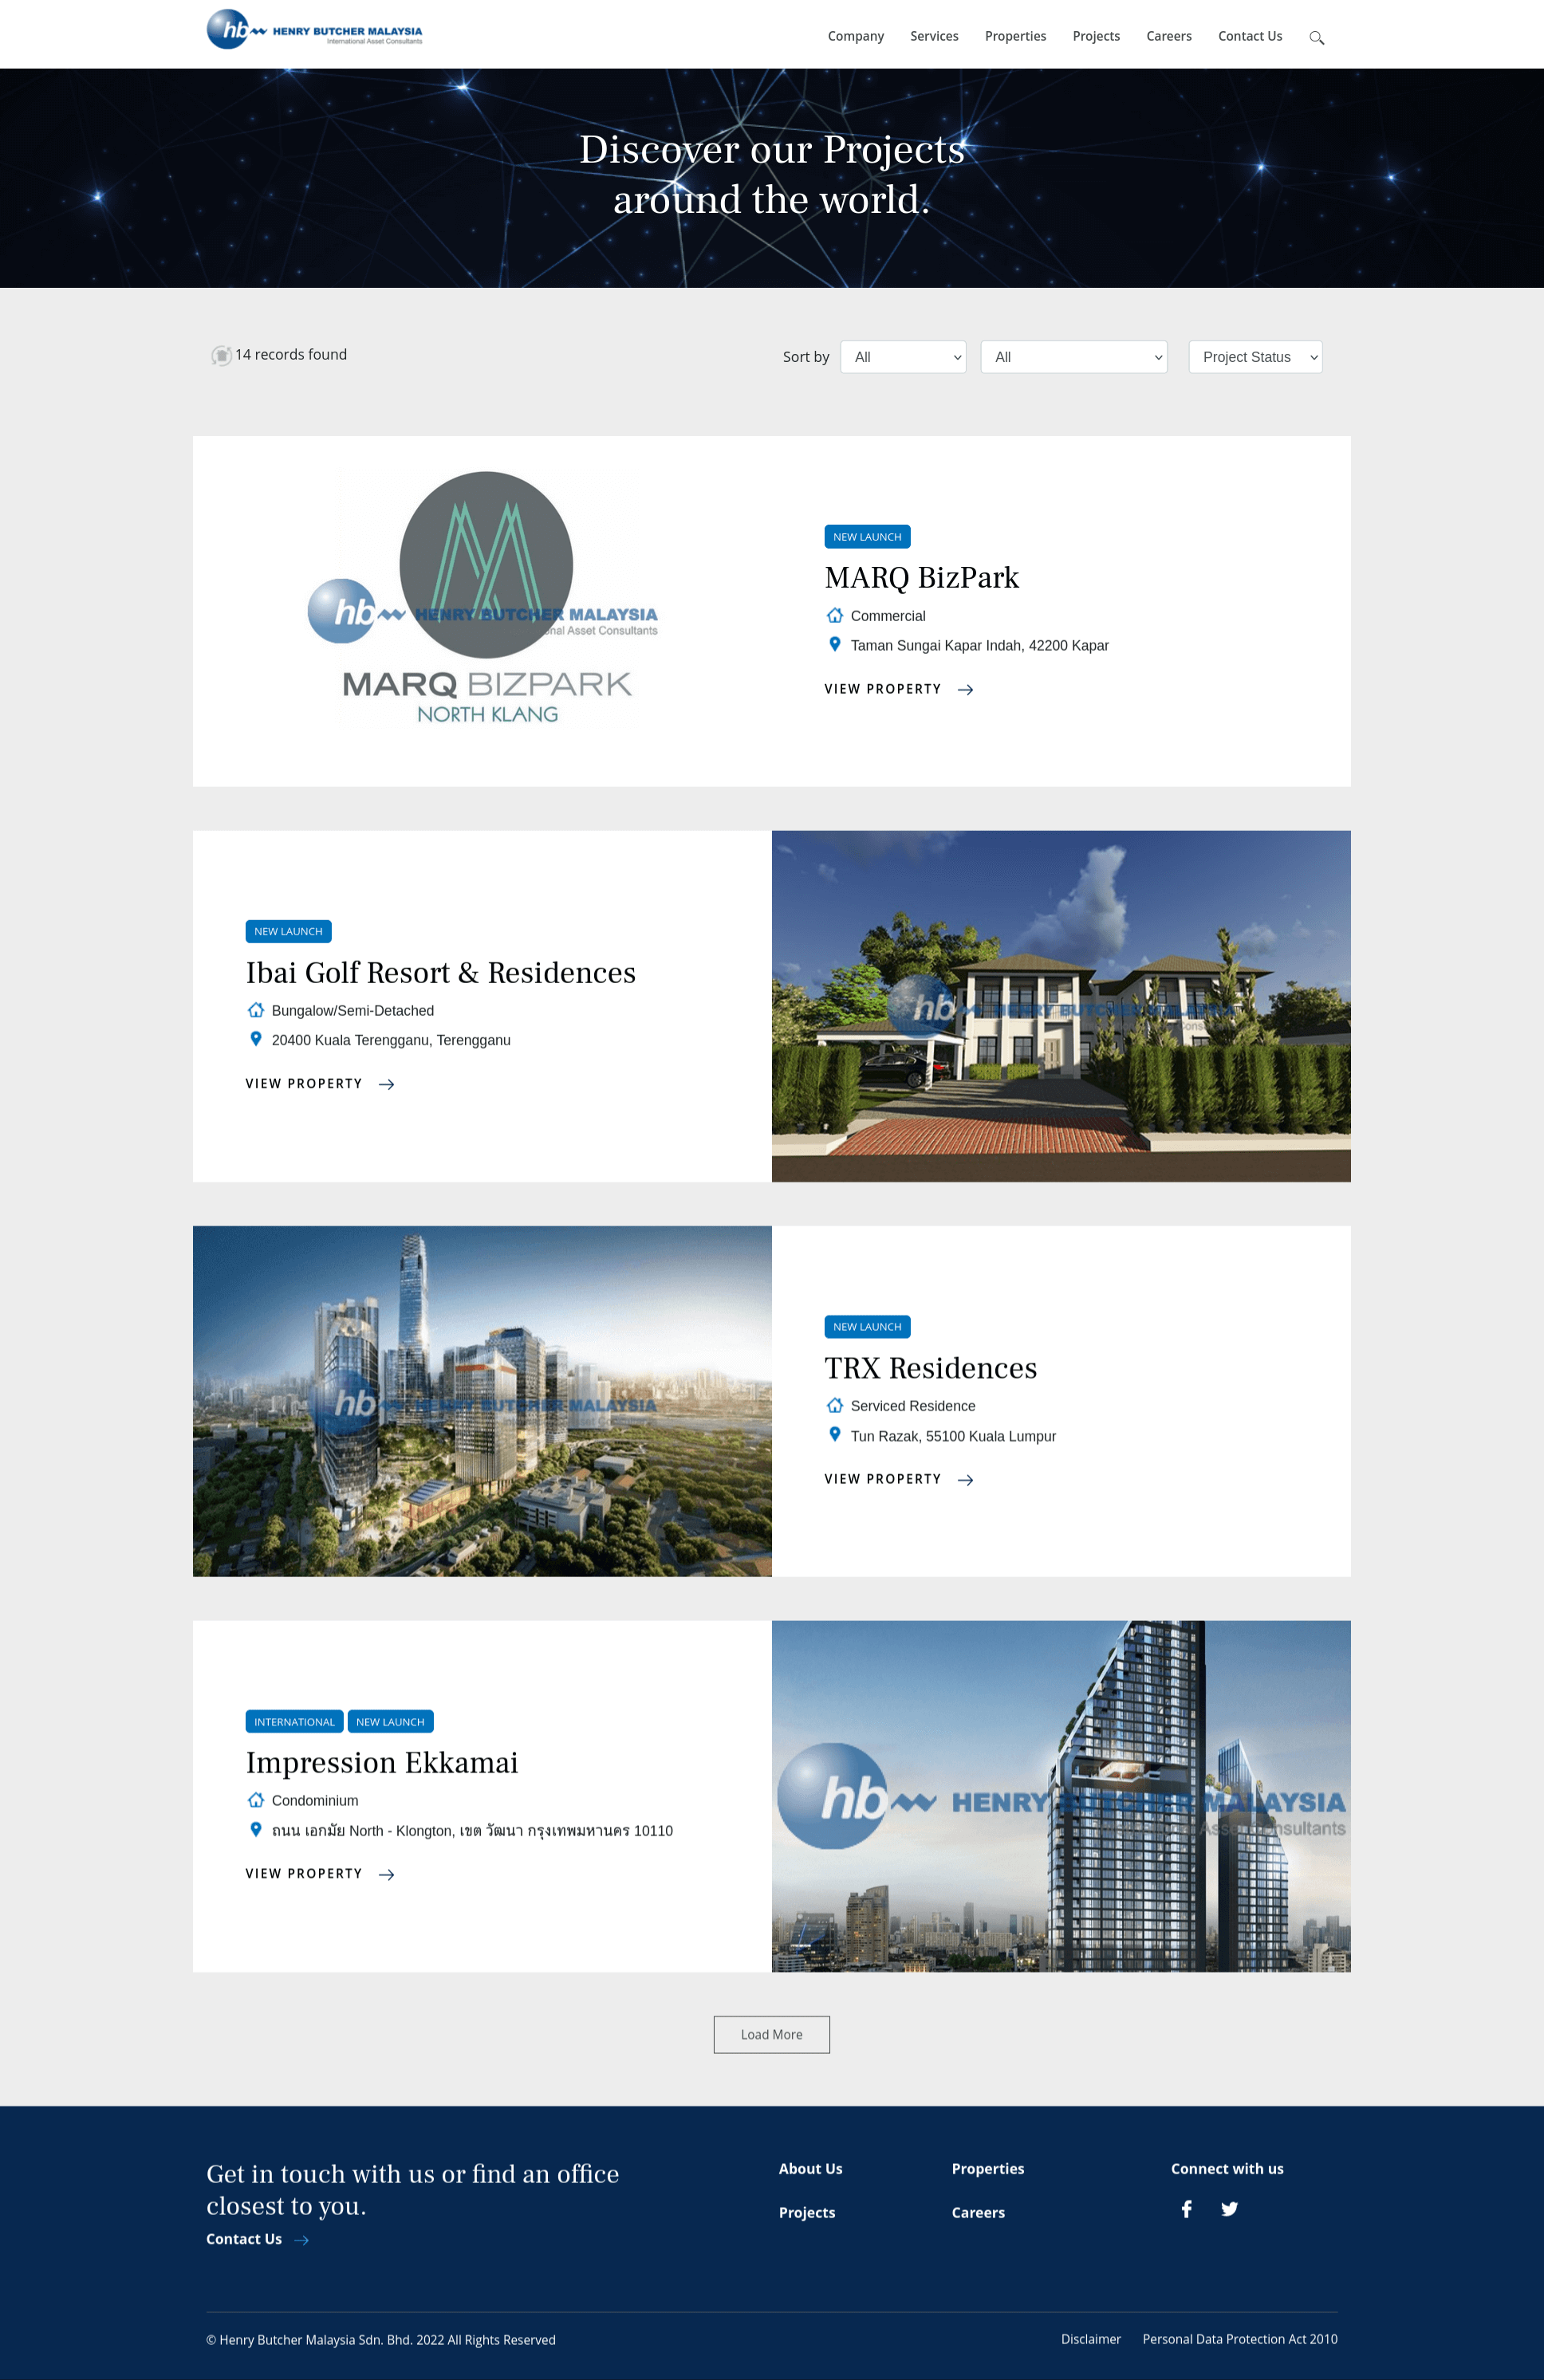 hb HENRY BUTCHER MALAYSIA
International Asset Consultants
Company Services Properties Projects Careers Contact Us
Discover our Projects
around the world.
14 records found
Sort by All All Project Status
hb HENRY BUTCHER MALAYSIA
nal Asset Consultants
MARQ BIZPARK
NORTH KLANG
NEW LAUNCH
MARQ BizPark
Commercial
Taman Sungai Kapar Indah, 42200 Kapar
VIEW PROPERTY
NEW LAUNCH
Ibai Golf Resort & Residences
Bungalow/Semi-Detached
20400 Kuala Terengganu, Terengganu
VIEW PROPERTY
hb HENRY BUTCHER MALAYSIA
hb HENRY BUTCHER MALAYSIA
NEW LAUNCH
TRX Residences
Serviced Residence
Tun Razak, 55100 Kuala Lumpur
VIEW PROPERTY
INTERNATIONAL NEW LAUNCH
Impression Ekkamai
Condominium
ถนน เอกมัย North - Klongton, เขต วัฒนา กรุงเทพมหานคร 10110
VIEW PROPERTY
hb HENRY BUTCHER MALAYSIA
Asset Consultants
Load More
Get in touch with us or find an office
closest to you.
Contact Us
About Us Properties Connect with us
Projects Careers
© Henry Butcher Malaysia Sdn. Bhd. 2022 All Rights Reserved
Disclaimer Personal Data Protection Act 2010